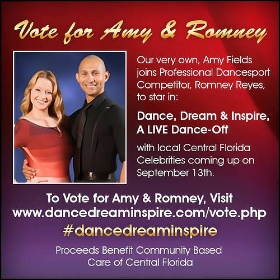 Vote for Amy & Romney
Our very own, Amy Fields
joins Professional Dancesport
Competitor, Romney Reyes,
to star in:
Dance, Dream & Inspire,
A LIVE Dance-Off
with local Central Florida
Celebrities coming up on
September 13th.
To Vote for Amy & Romney, Visit
www.dancedreaminspire.com/vote.php
#dancedreaminspire
Proceeds Benefit Community Based
Care of Central Florida